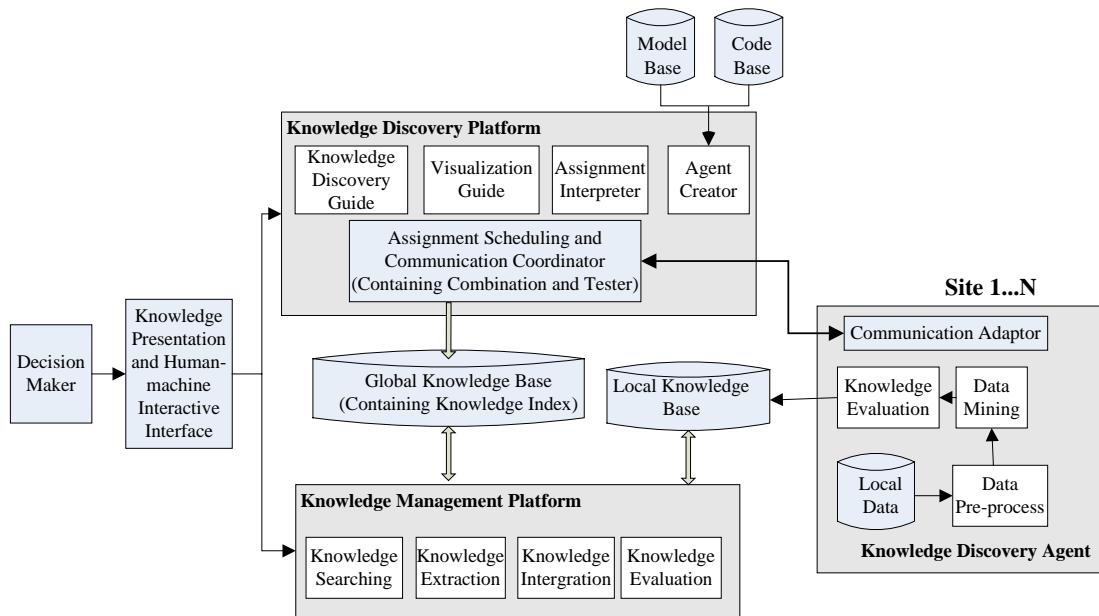 Model
Base
Code
Base
Knowledge Discovery Platform
Knowledge
Discovery
Guide
Visualization
Guide
Assignment
Interpreter
Agent
Creator
Assignment Scheduling and
Communication Coordinator
(Containing Combination and Tester)
Site 1...N
Decision
Maker
Knowledge
Presentation
and Human-
machine
Interactive
Interface
Global Knowledge Base
(Containing Knowledge Index)
Local Knowledge
Base
Communication Adaptor
Knowledge
Evaluation
Data
Mining
Local
Data
Data
Pre-process
Knowledge Discovery Agent
Knowledge Management Platform
Knowledge
Searching
Knowledge
Extraction
Knowledge
Intergration
Knowledge
Evaluation